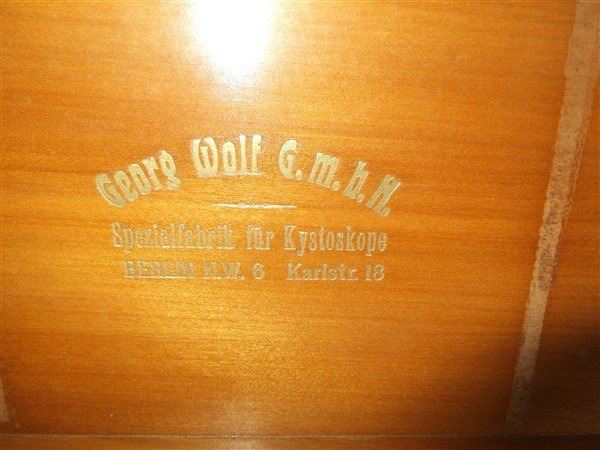 Georg Wolf G.m.b.H.
Spezialfabrik für Kystoskope
BERLIN N.W. 6 Karlstr. 18